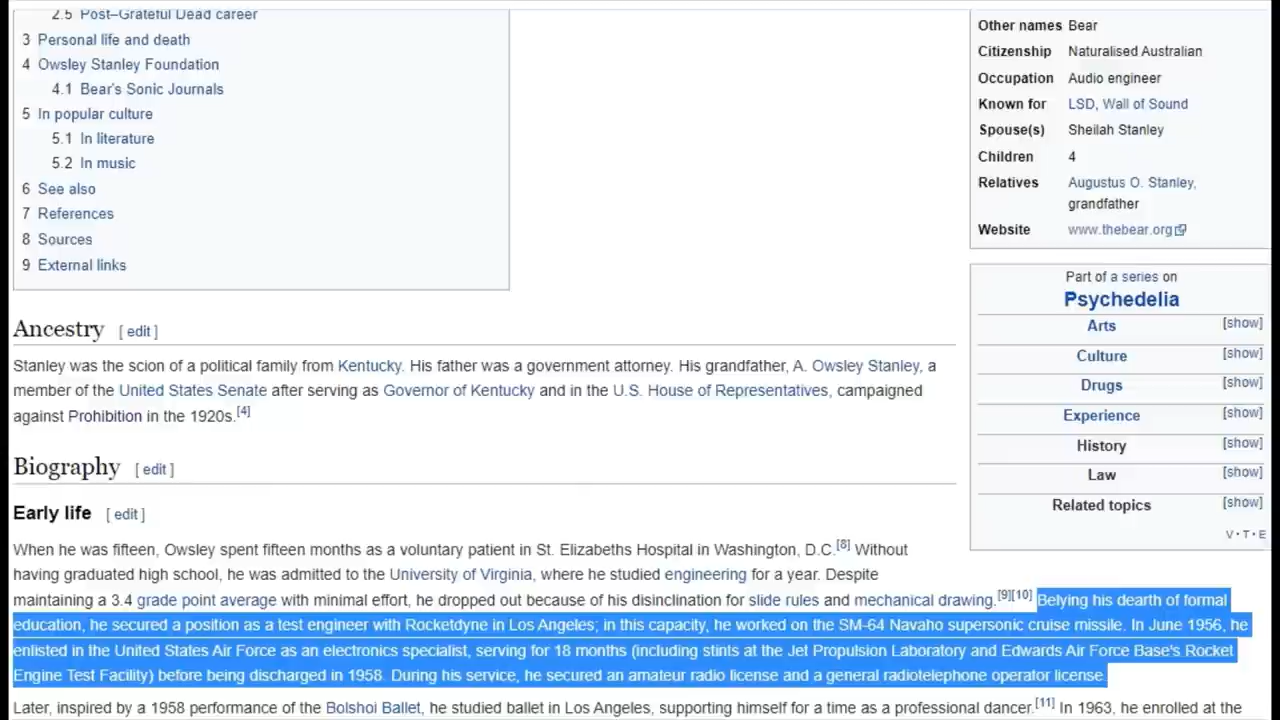 2.5 Post–Grateful Dead career
3 Personal life and death
4 Owsley Stanley Foundation
4.1 Bear's Sonic Journals
5 In popular culture
5.1 In literature
5.2 In music
6 See also
7 References
8 Sources
9 External links
Other names Bear
Citizenship Naturalised Australian
Occupation Audio engineer
Known for LSD, Wall of Sound
Spouse(s) Sheilah Stanley
Children 4
Relatives Augustus O. Stanley,
grandfather
Website www.thebear.org
Part of a series on
Psychedelia
Arts [show]
Culture [show]
Drugs [show]
Experience [show]
History [show]
Law [show]
Related topics [show]
V·T·E
Ancestry [ edit ]
Stanley was the scion of a political family from Kentucky. His father was a government attorney. His grandfather, A. Owsley Stanley, a
member of the United States Senate after serving as Governor of Kentucky and in the U.S. House of Representatives, campaigned
against Prohibition in the 1920s.[4]
Biography [ edit ]
Early life [ edit ]
When he was fifteen, Owsley spent fifteen months as a voluntary patient in St. Elizabeths Hospital in Washington, D.C.[8] Without
having graduated high school, he was admitted to the University of Virginia, where he studied engineering for a year. Despite
maintaining a 3.4 grade point average with minimal effort, he dropped out because of his disinclination for slide rules and mechanical drawing.[9][10] Belying his dearth of formal
education, he secured a position as a test engineer with Rocketdyne in Los Angeles; in this capacity, he worked on the SM-64 Navaho supersonic cruise missile. In June 1956, he
enlisted in the United States Air Force as an electronics specialist, serving for 18 months (including stints at the Jet Propulsion Laboratory and Edwards Air Force Base's Rocket
Engine Test Facility) before being discharged in 1958. During his service, he secured an amateur radio license and a general radiotelephone operator license.
Later, inspired by a 1958 performance of the Bolshoi Ballet, he studied ballet in Los Angeles, supporting himself for a time as a professional dancer.[11] In 1963, he enrolled at the